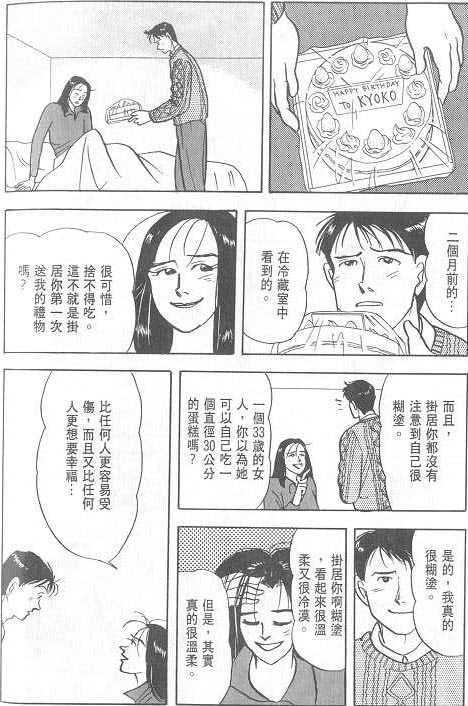 HAPPY BIRTHDAY
TO KYOKO
二個月前的…
在冷藏室中
看到的。
很可惜，
捨不得吃。
這不就是掛
居你第一次
送我的禮物
嗎？
而且，
掛居你都沒有
注意到自己很
糊塗。
一個33歲的女
人，你以為她
可以自己吃一
個直徑30公分
的蛋糕嗎？
比任何人更容易受
傷，而且又比任何
人更想要幸福…
是的，我真的
很糊塗。
掛居你啊糊塗
，看起來很溫
柔又很冷漠。
但是，其實
真的很溫柔。